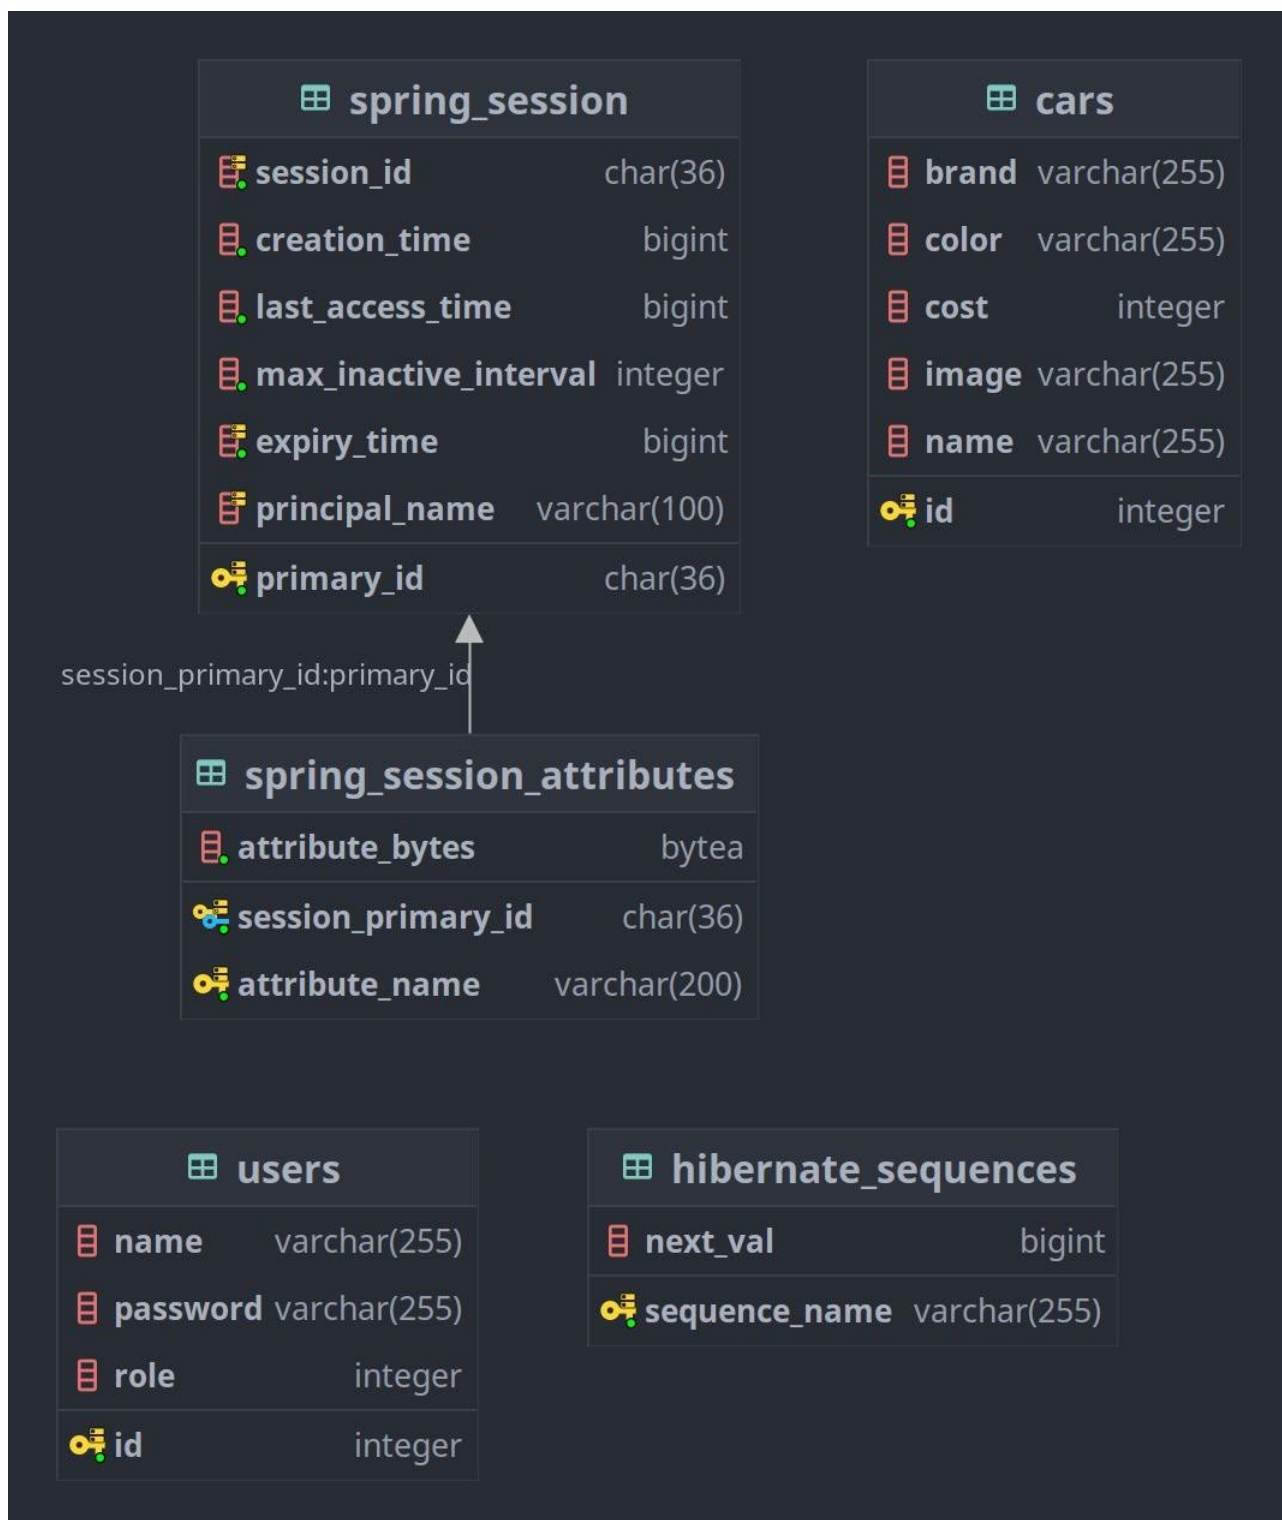 spring_session
session_id char(36)
creation_time bigint
last_access_time bigint
max_inactive_interval integer
expiry_time bigint
principal_name varchar(100)
primary_id char(36)
cars
brand varchar(255)
color varchar(255)
cost integer
image varchar(255)
name varchar(255)
id integer
session_primary_id:primary_id
spring_session_attributes
attribute_bytes bytea
session_primary_id char(36)
attribute_name varchar(200)
users
name varchar(255)
password varchar(255)
role integer
id integer
hibernate_sequences
next_val bigint
sequence_name varchar(255)